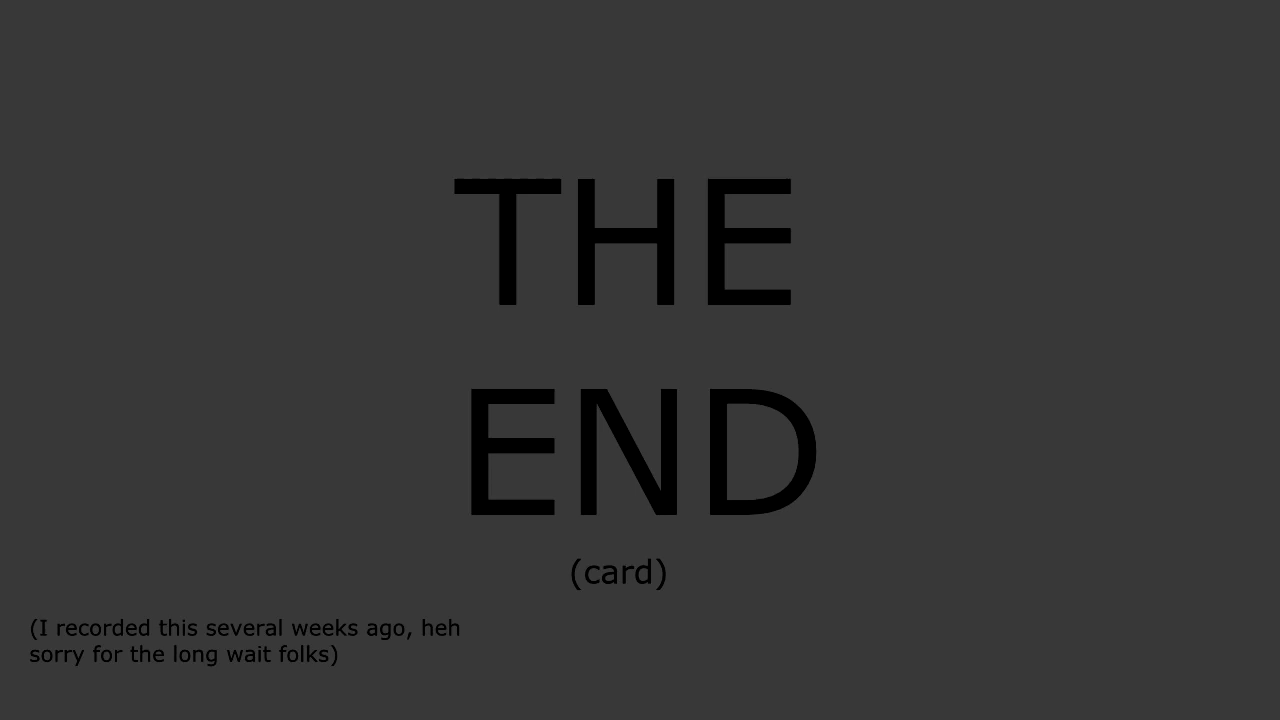 THE
END
(card)
(I recorded this several weeks ago, heh
sorry for the long wait folks)